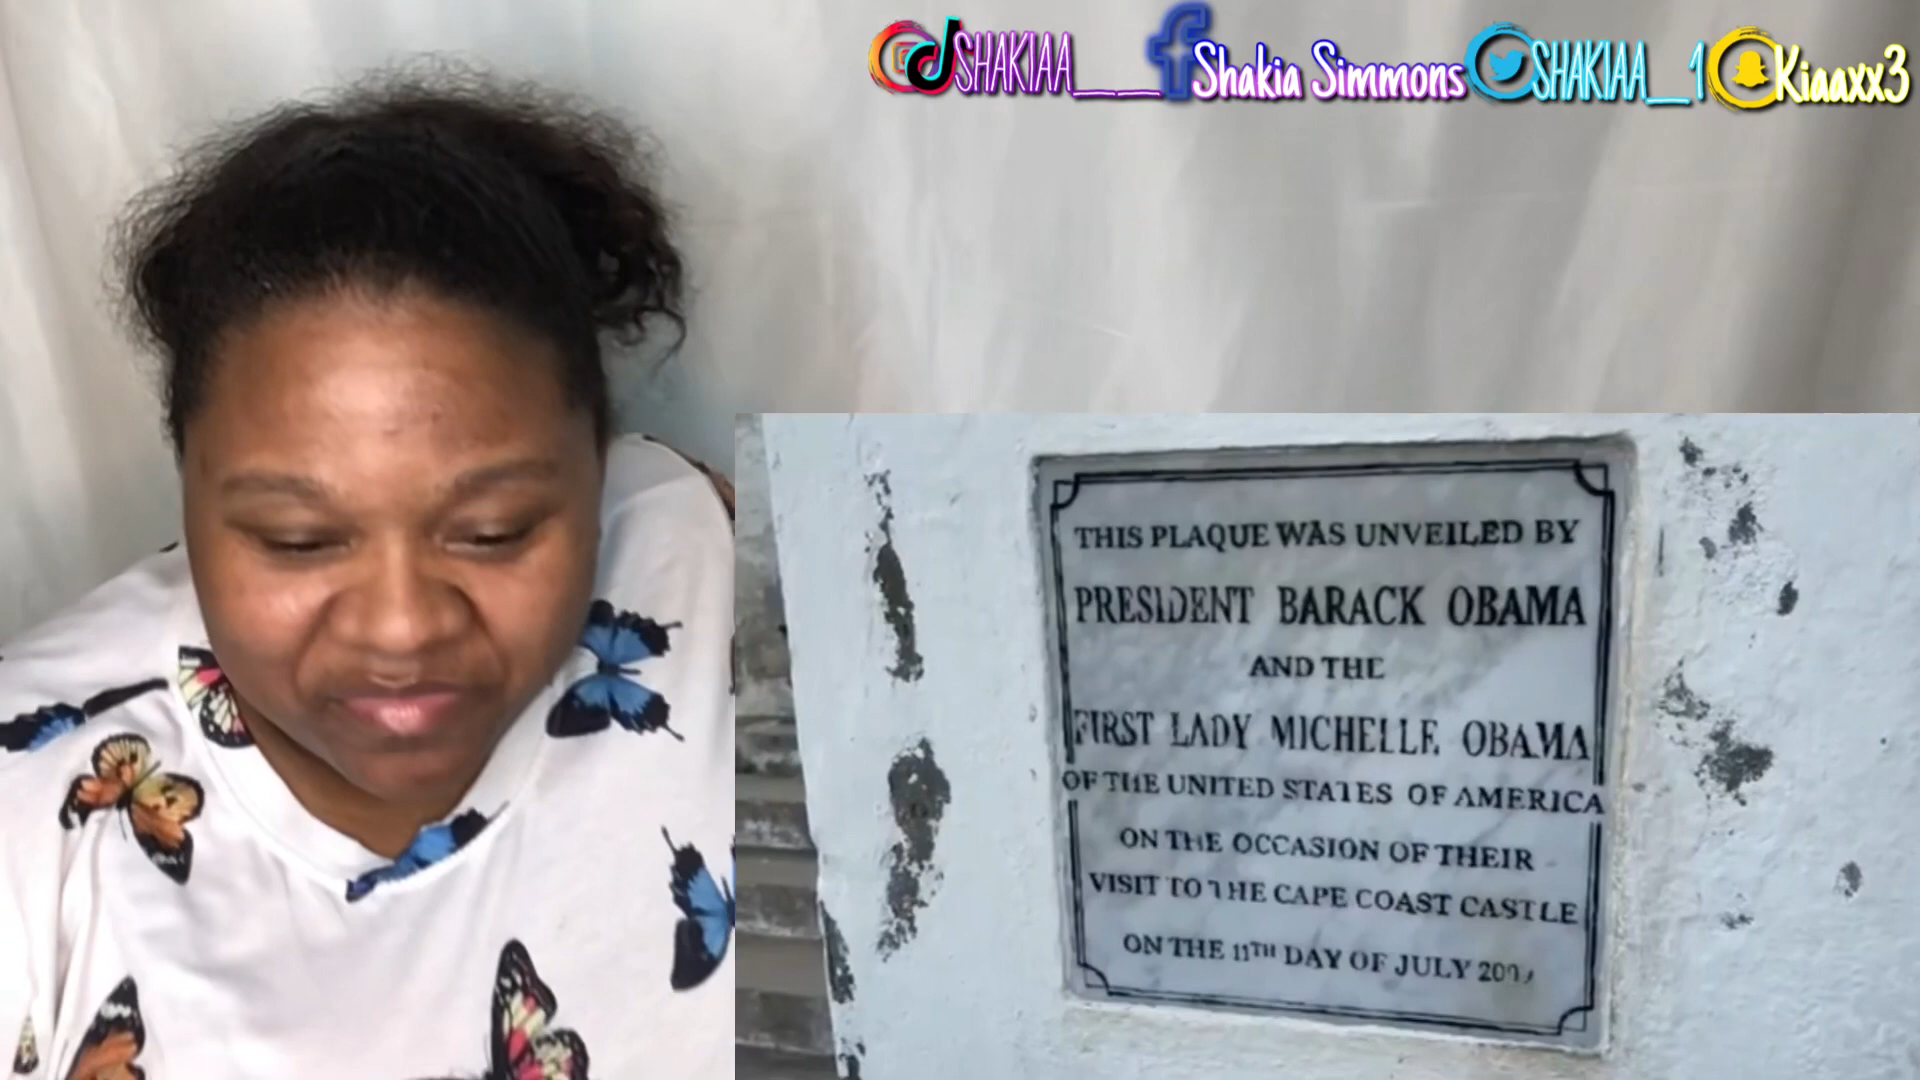 SHAKIAA___
Shakia Simmons
SHAKIAA__1
Kiaaxx3
THIS PLAQUE WAS UNVEILED BY
PRESIDENT BARACK OBAMA
AND THE
FIRST LADY MICHELLE OBAMA
OF THE UNITED STATES OF AMERICA
ON THE OCCASION OF THEIR
VISIT TO THE CAPE COAST CASTLE
ON THE 11TH DAY OF JULY